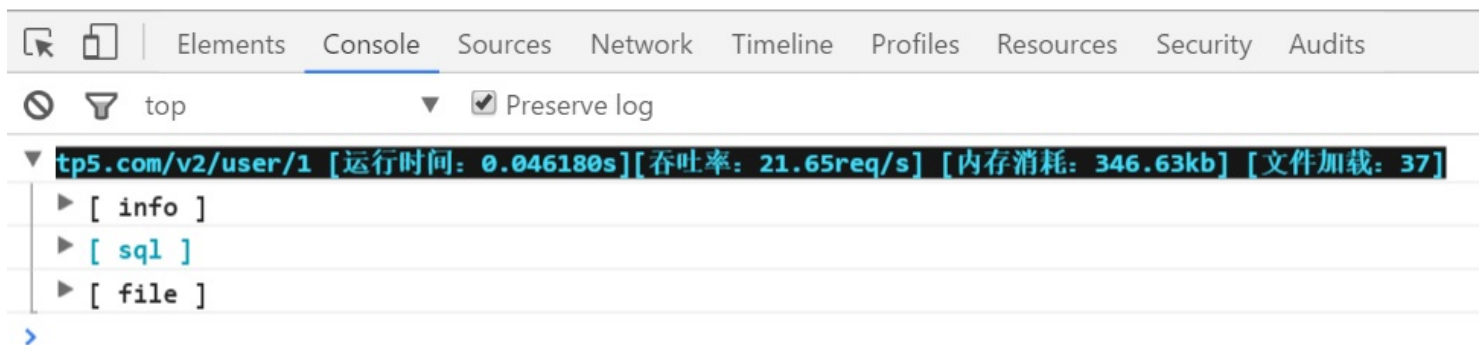 Elements Console Sources Network Timeline Profiles Resources Security Audits
top Preserve log
tp5.com/v2/user/1 [运行时间：0.046180s][吞吐率：21.65req/s] [内存消耗：346.63kb] [文件加载：37]
[ info ]
[ sql ]
[ file ]